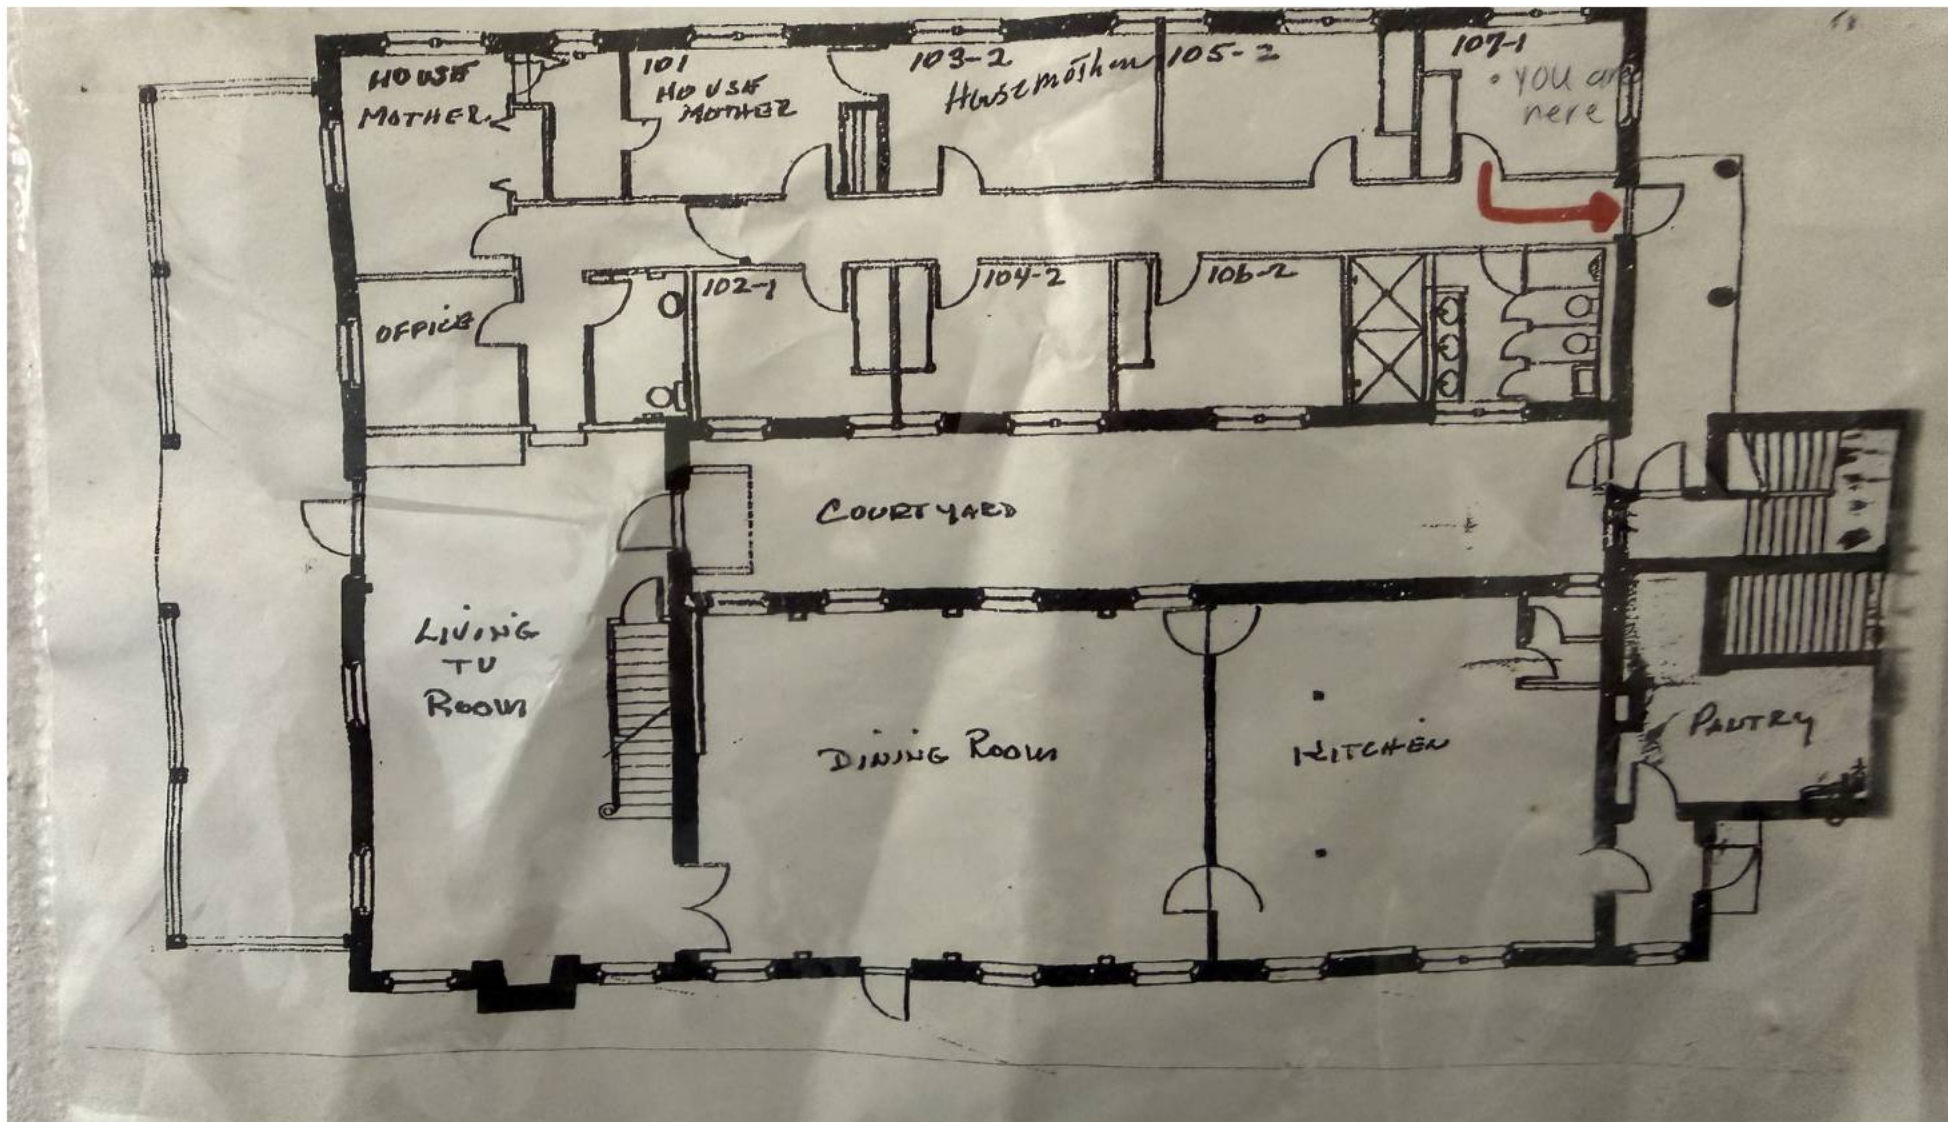 HOUSE
MOTHER
101
HOUSE
MOTHER
103-2
Housemother
105-2
107-1
• YOU are
here
102-1
104-2
106-2
OFFICE
COURTYARD
LIVING
TV
ROOM
DINING ROOM
KITCHEN
PANTRY